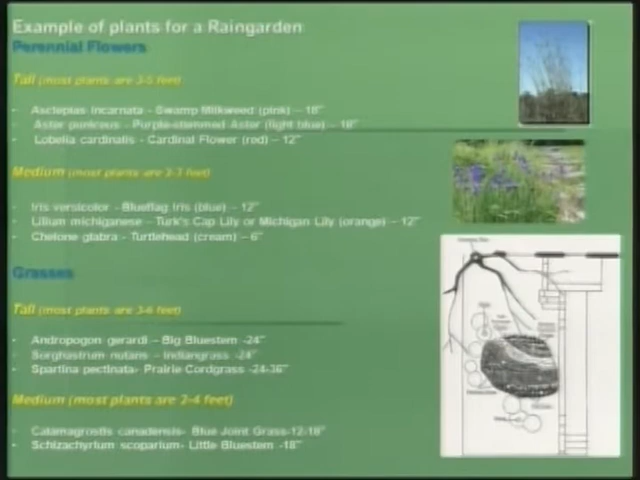 Example of plants for a Raingarden
Perennial Flowers
Tall (most plants are 3-5 feet)
- Asclepias incarnata - Swamp Milkweed (pink) – 18"
- Aster puniceus - Purple-stemmed Aster (light blue) – 18"
- Lobelia cardinalis - Cardinal Flower (red) – 12"
Medium (most plants are 2-3 feet)
- Iris versicolor - Blueflag Iris (blue) – 12"
- Lilium michiganese – Turk's Cap Lily or Michigan Lily (orange) – 12"
- Chelone glabra - Turtlehead (cream) – 6"
Grasses
Tall (most plants are 3-6 feet)
- Andropogon gerardi – Big Bluestem -24"
- Sorghastrum nutans – Indiangrass -24"
- Spartina pectinata- Prairie Cordgrass -24-36"
Medium (most plants are 2-4 feet)
- Calamagrostis canadensis- Blue Joint Grass-12-18"
- Schizachyrium scoparium- Little Bluestem -18"